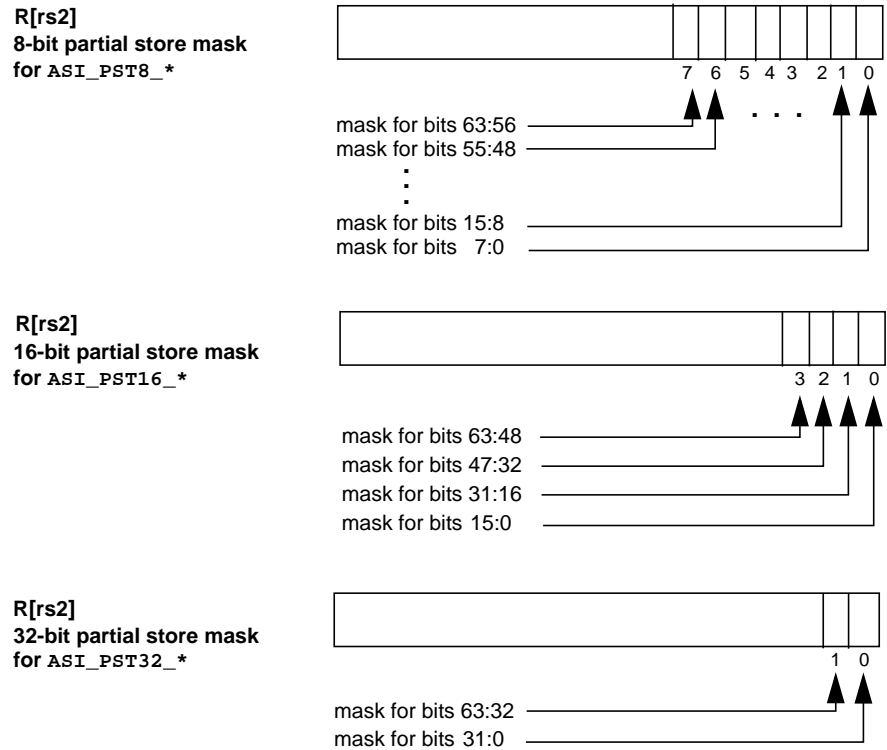 R[rs2]
8-bit partial store mask
for ASI_PST8_*
7 6 5 4 3 2 1 0
. . .
mask for bits 63:56
mask for bits 55:48
.
.
.
mask for bits 15:8
mask for bits 7:0
R[rs2]
16-bit partial store mask
for ASI_PST16_*
3 2 1 0
mask for bits 63:48
mask for bits 47:32
mask for bits 31:16
mask for bits 15:0
R[rs2]
32-bit partial store mask
for ASI_PST32_*
1 0
mask for bits 63:32
mask for bits 31:0